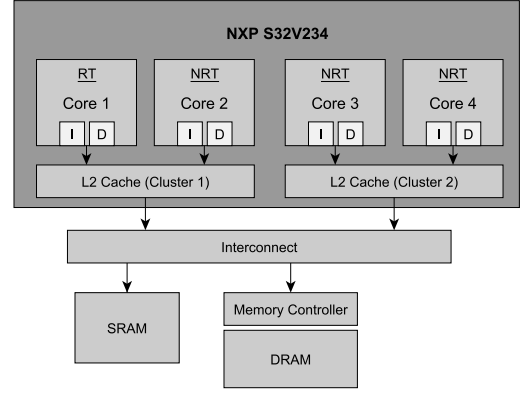 NXP S32V234
RT
NRT
NRT
NRT
Core 1
Core 2
Core 3
Core 4
I D
I D
I D
I D
L2 Cache (Cluster 1)
L2 Cache (Cluster 2)
Interconnect
SRAM
Memory Controller
DRAM